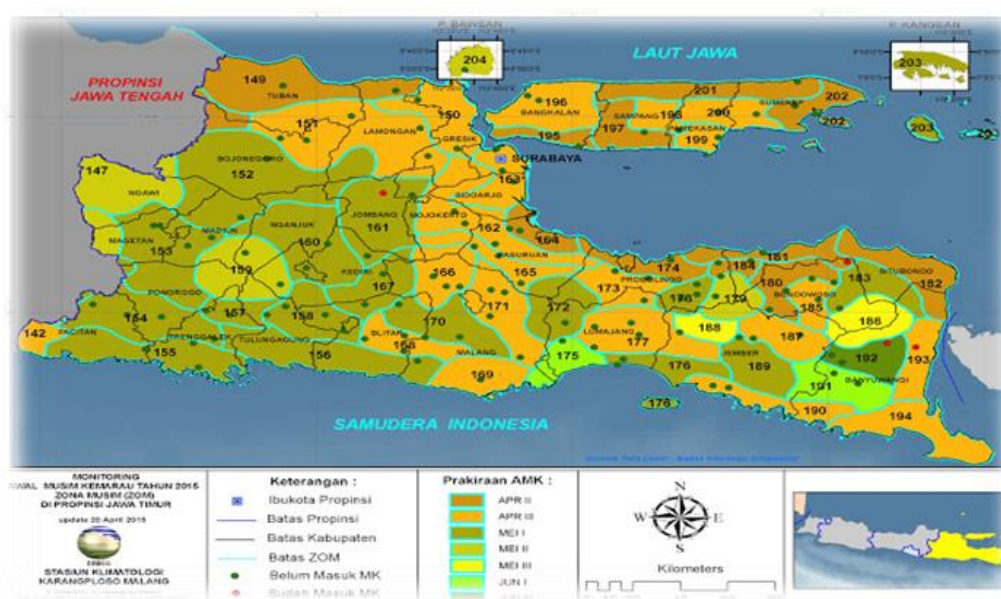 P. BAWEAN
P. KANGEAN
LAUT JAWA
PROPINSI
JAWA TENGAH
204
203
149
TUBAN
201
196
BANGKALAN
SAMPANG
198
200
SUMENEP
202
202
203
151
LAMONGAN
150
GRESIK
195
197
PAMEKASAN
199
SURABAYA
BOJONEGORO
152
147
NGAWI
163
SIDOARJO
JOMBANG
161
MOJOKERTO
162
164
MAGETAN
153
MADIUN
NGANJUK
160
PASURUAN
159
KEDIRI
167
166
165
171
173
PROBOLINGGO
174
184
181
180
BONDOWOSO
183
SITUBONDO
182
179
185
PONOROGO
154
142
PACITAN
TRENGGALEK
157
TULUNGAGUNG
158
BLITAR
168
170
172
LUMAJANG
177
188
187
186
155
156
MALANG
169
175
176
JEMBER
189
192
193
191
BANYUWANGI
176
190
194
SAMUDERA INDONESIA
MONITORING
AWAL MUSIM KEMARAU TAHUN 2015
ZONA MUSIM (ZOM)
DI PROPINSI JAWA TIMUR
update 20 April 2015
STASIUN KLIMATOLOGI
KARANGPLOSO MALANG
Keterangan :
Ibukota Propinsi
Batas Propinsi
Batas Kabupaten
Batas ZOM
Belum Masuk MK
Sudah Masuk MK
Prakiraan AMK :
APR II
APR III
MEI I
MEI II
MEI III
JUN I
N
W
E
S
Kilometers